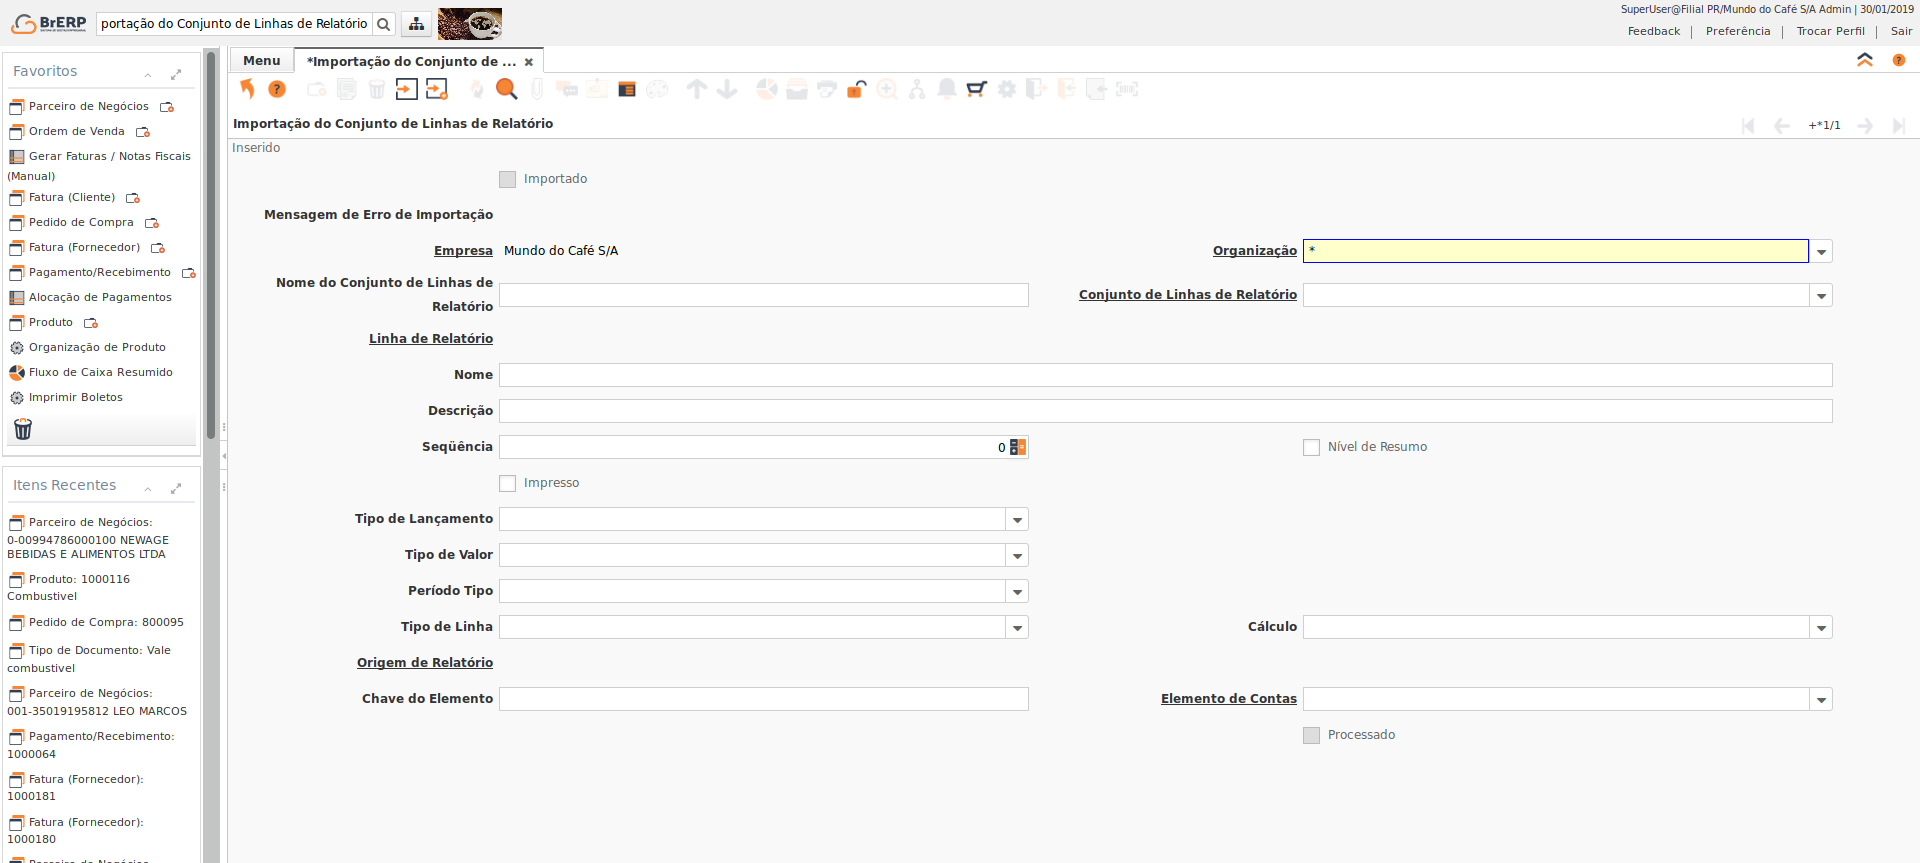 BrERP
portação do Conjunto de Linhas de Relatório
SuperUser@Filial PR/Mundo do Café S/A Admin | 30/01/2019
Feedback | Preferência | Trocar Perfil | Sair
Favoritos
Parceiro de Negócios
Ordem de Venda
Gerar Faturas / Notas Fiscais
(Manual)
Fatura (Cliente)
Pedido de Compra
Fatura (Fornecedor)
Pagamento/Recebimento
Alocação de Pagamentos
Produto
Organização de Produto
Fluxo de Caixa Resumido
Imprimir Boletos
Itens Recentes
Parceiro de Negócios:
0-00994786000100 NEWAGE
BEBIDAS E ALIMENTOS LTDA
Produto: 1000116
Combustivel
Pedido de Compra: 800095
Tipo de Documento: Vale
combustivel
Parceiro de Negócios:
001-35019195812 LEO MARCOS
Pagamento/Recebimento:
1000064
Fatura (Fornecedor):
1000181
Fatura (Fornecedor):
1000180
Parceiro de Negócios
Menu
*Importação do Conjunto de ...
Importação do Conjunto de Linhas de Relatório
+*1/1
Inserido
Importado
Mensagem de Erro de Importação
Empresa Mundo do Café S/A
Organização *
Nome do Conjunto de Linhas de
Relatório
Conjunto de Linhas de Relatório
Linha de Relatório
Nome
Descrição
Seqüência 0
Nível de Resumo
Impresso
Tipo de Lançamento
Tipo de Valor
Período Tipo
Tipo de Linha
Cálculo
Origem de Relatório
Chave do Elemento
Elemento de Contas
Processado